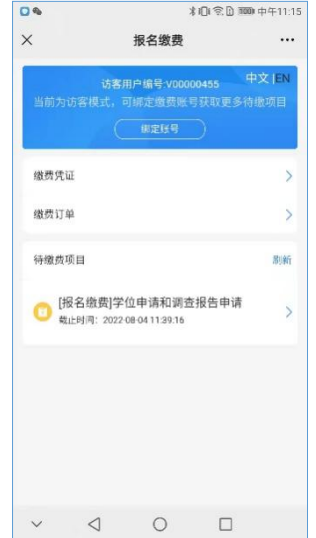 中午11:15
报名缴费
中文 |EN
访客用户编号:V00000455
当前为访客模式，可绑定缴费账号获取更多待缴项目
绑定账号
缴费凭证
缴费订单
待缴费项目 刷新
[报名缴费]学位申请和调查报告申请
截止时间：2022-08-04 11:39:16